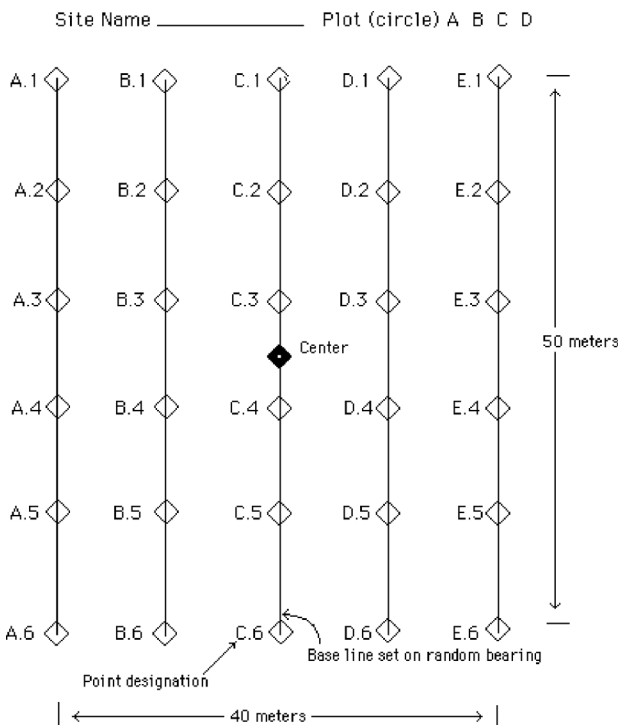 Site Name ____________ Plot (circle) A B C D
A.1 B.1 C.1 D.1 E.1
A.2 B.2 C.2 D.2 E.2
A.3 B.3 C.3 D.3 E.3
Center
50 meters
A.4 B.4 C.4 D.4 E.4
A.5 B.5 C.5 D.5 E.5
A.6 B.6 C.6 D.6 E.6
Base line set on random bearing
Point designation
40 meters